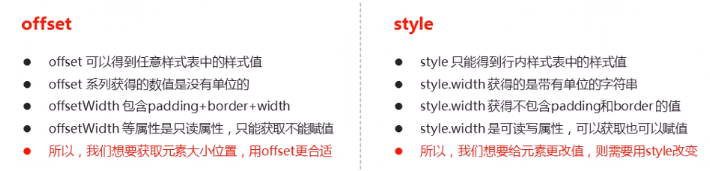 offset
● offset 可以得到任意样式表中的样式值
● offset 系列获得的数值是没有单位的
● offsetWidth 包含padding+border+width
● offsetWidth 等属性是只读属性，只能获取不能赋值
● 所以，我们想要获取元素大小位置，用offset更合适
style
● style 只能得到行内样式表中的样式值
● style.width 获得的是带有单位的字符串
● style.width 获得不包含padding和border 的值
● style.width 是可读写属性，可以获取也可以赋值
● 所以，我们想要给元素更改值，则需要用style改变